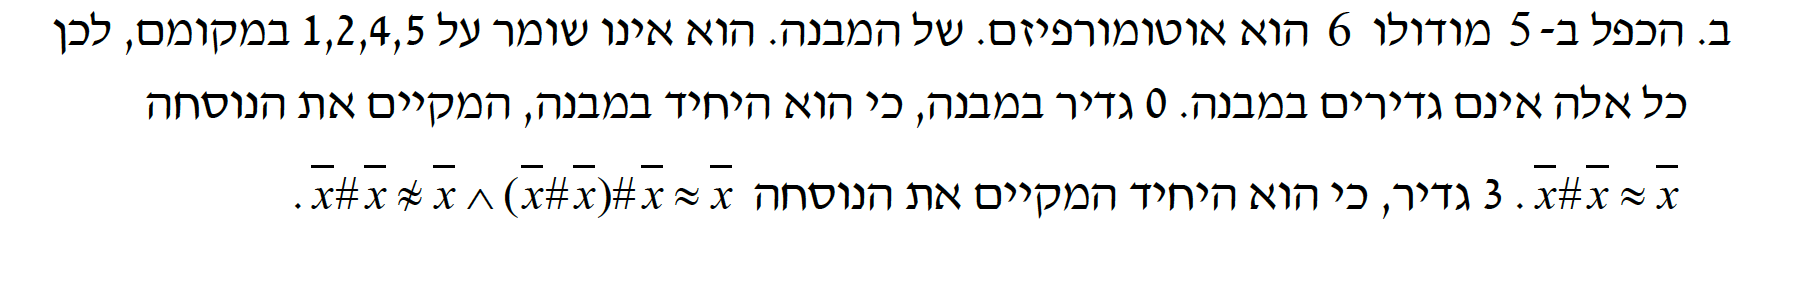 ב. הכפל ב- 5 מודולו 6 הוא אוטומורפיזם. של המבנה. הוא אינו שומר על 1,2,4,5 במקומם, לכן
כל אלה אינם גדירים במבנה. 0 גדיר במבנה, כי הוא היחיד במבנה, המקיים את הנוסחה
x̅#x̅ ≈ x̅ . 3 גדיר, כי הוא היחיד המקיים את הנוסחה x̅#x̅ ≉ x̅ ∧ (x̅#x̅)#x̅ ≈ x̅ .